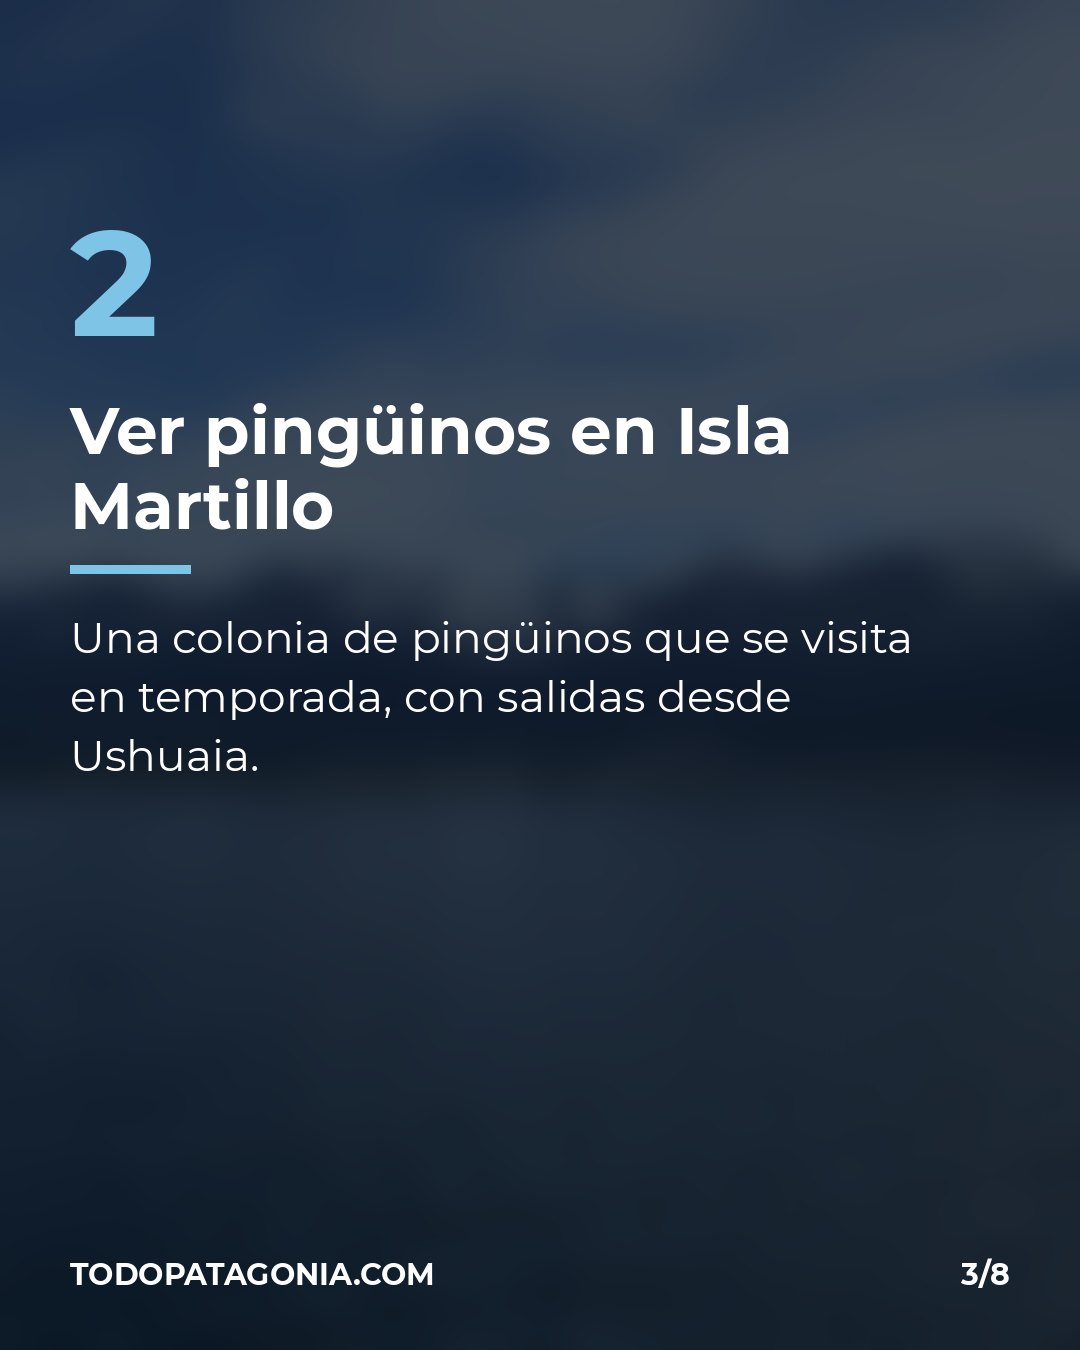 2
Ver pingüinos en Isla
Martillo
Una colonia de pingüinos que se visita
en temporada, con salidas desde
Ushuaia.
TODOPATAGONIA.COM
3/8